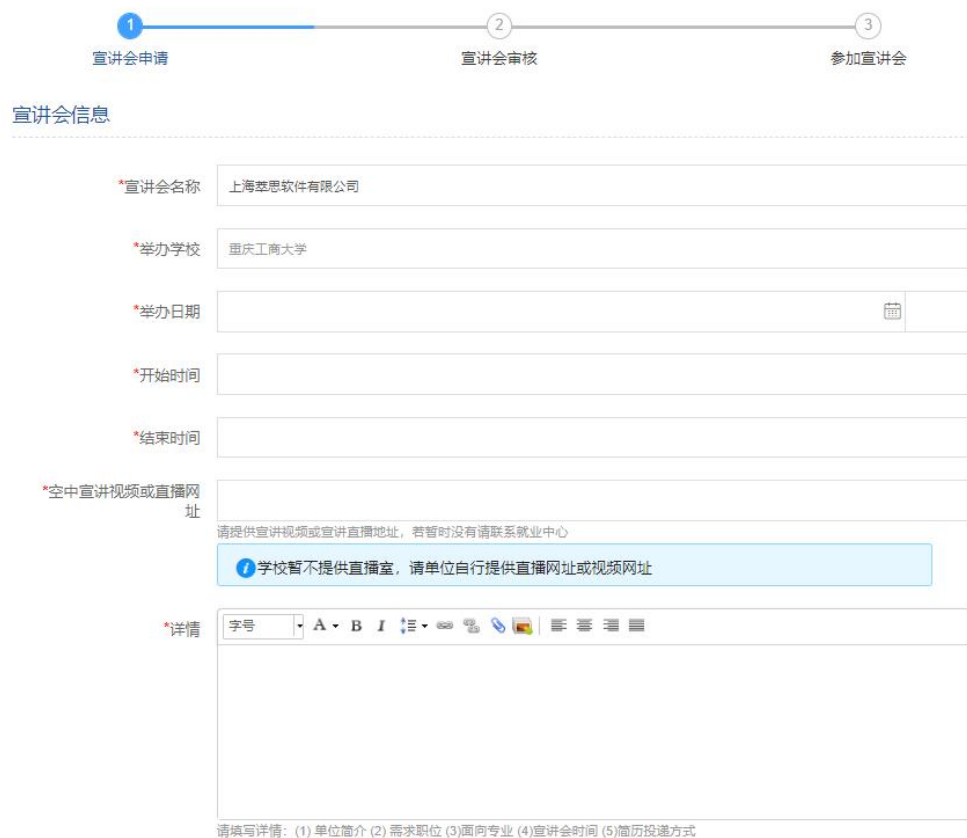 1 2 3
宣讲会申请 宣讲会审核 参加宣讲会
宣讲会信息
*宣讲会名称 上海萃思软件有限公司
*举办学校 重庆工商大学
*举办日期
*开始时间
*结束时间
*空中宣讲视频或直播网
址
请提供宣讲视频或宣讲直播地址，若暂时没有请联系就业中心
i 学校暂不提供直播室，请单位自行提供直播网址或视频网址
*详情 字号 A B I
请填写详情：(1) 单位简介 (2) 需求职位 (3)面向专业 (4)宣讲会时间 (5)简历投递方式